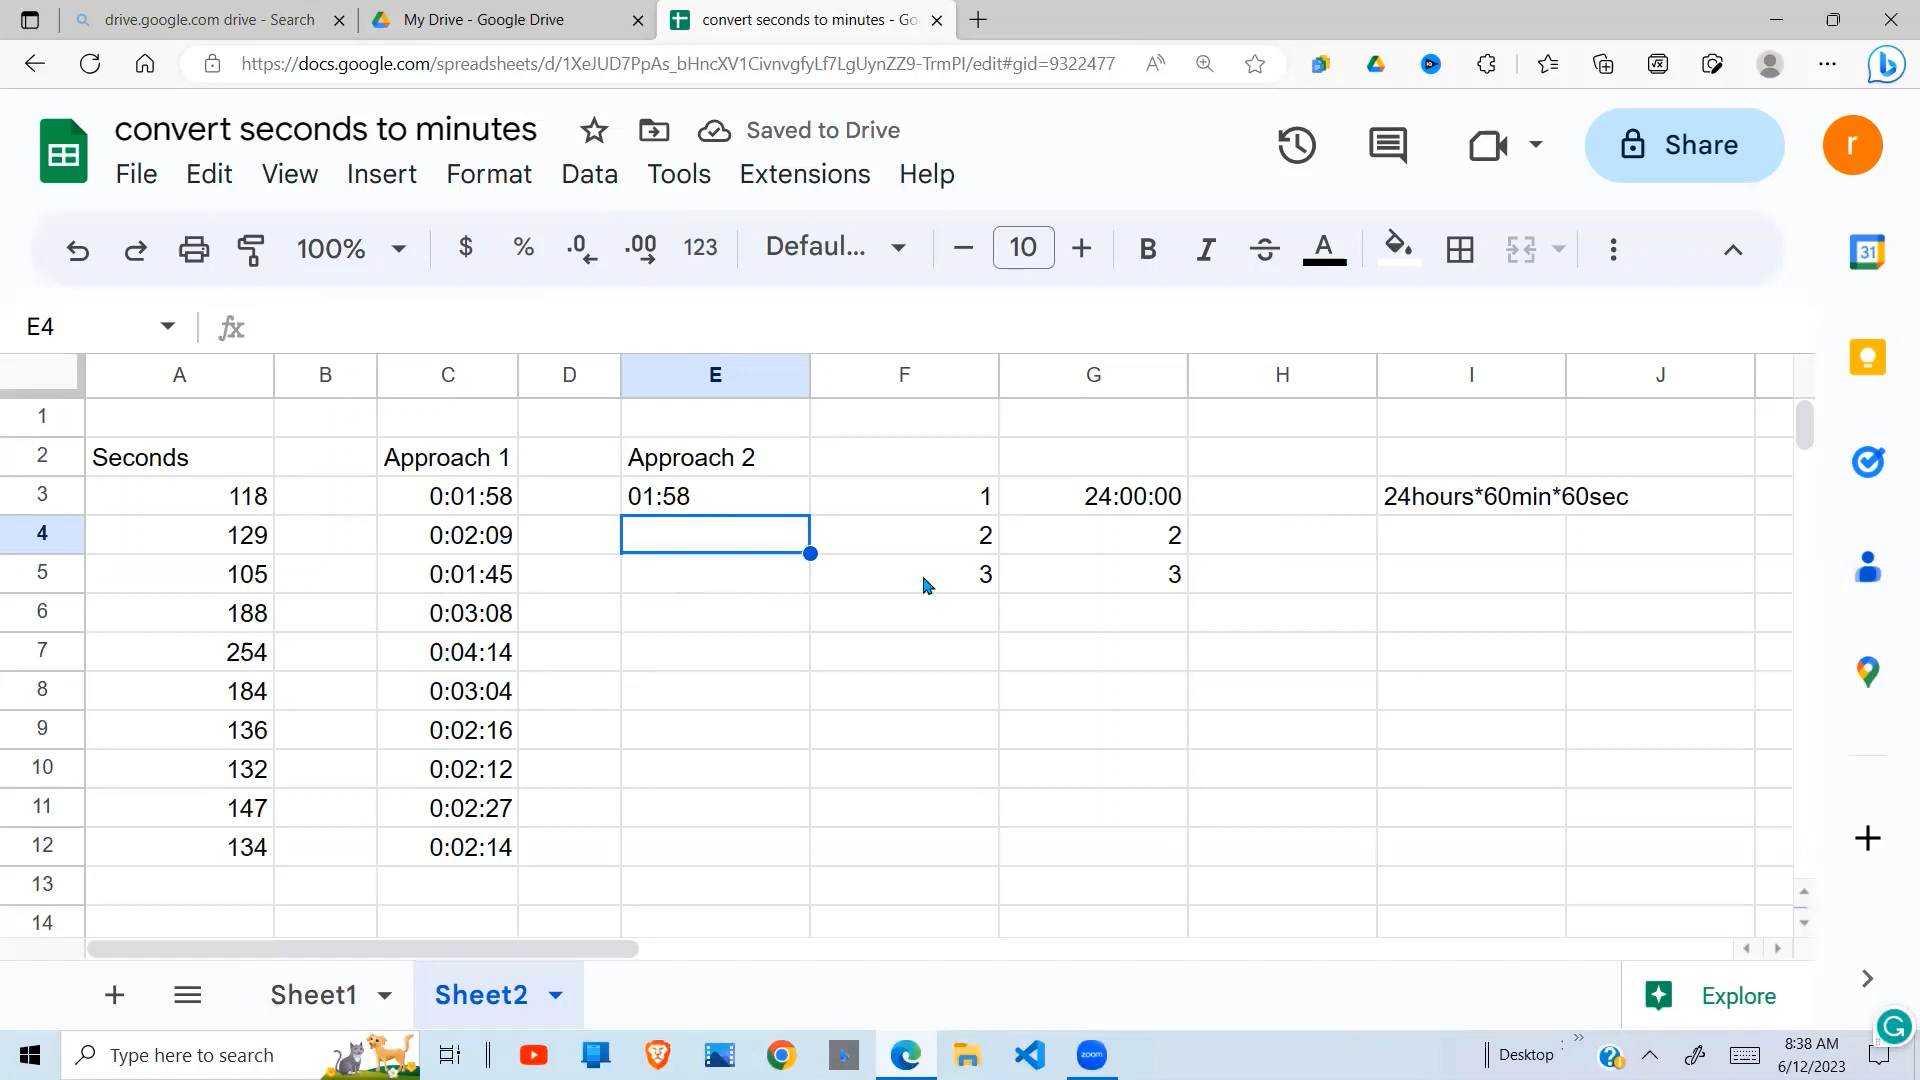 drive.google.com drive - Search
My Drive - Google Drive
convert seconds to minutes - Go
https://docs.google.com/spreadsheets/d/1XeJUD7PpAs_bHncXV1CivnvgfyLf7LgUynZZ9-TrmPI/edit#gid=9322477
convert seconds to minutes
Saved to Drive
Share
r
File Edit View Insert Format Data Tools Extensions Help
100% $ % .0 .00 123 Defaul... 10 B I S A
31
E4 fx
A B C D E F G H I J
1
2 Seconds Approach 1 Approach 2
3 118 0:01:58 01:58 1 24:00:00 24hours*60min*60sec
4 129 0:02:09 2 2
5 105 0:01:45 3 3
6 188 0:03:08
7 254 0:04:14
8 184 0:03:04
9 136 0:02:16
10 132 0:02:12
11 147 0:02:27
12 134 0:02:14
13
14
Sheet1 Sheet2 Explore
Type here to search
zoom
Desktop
8:38 AM
6/12/2023